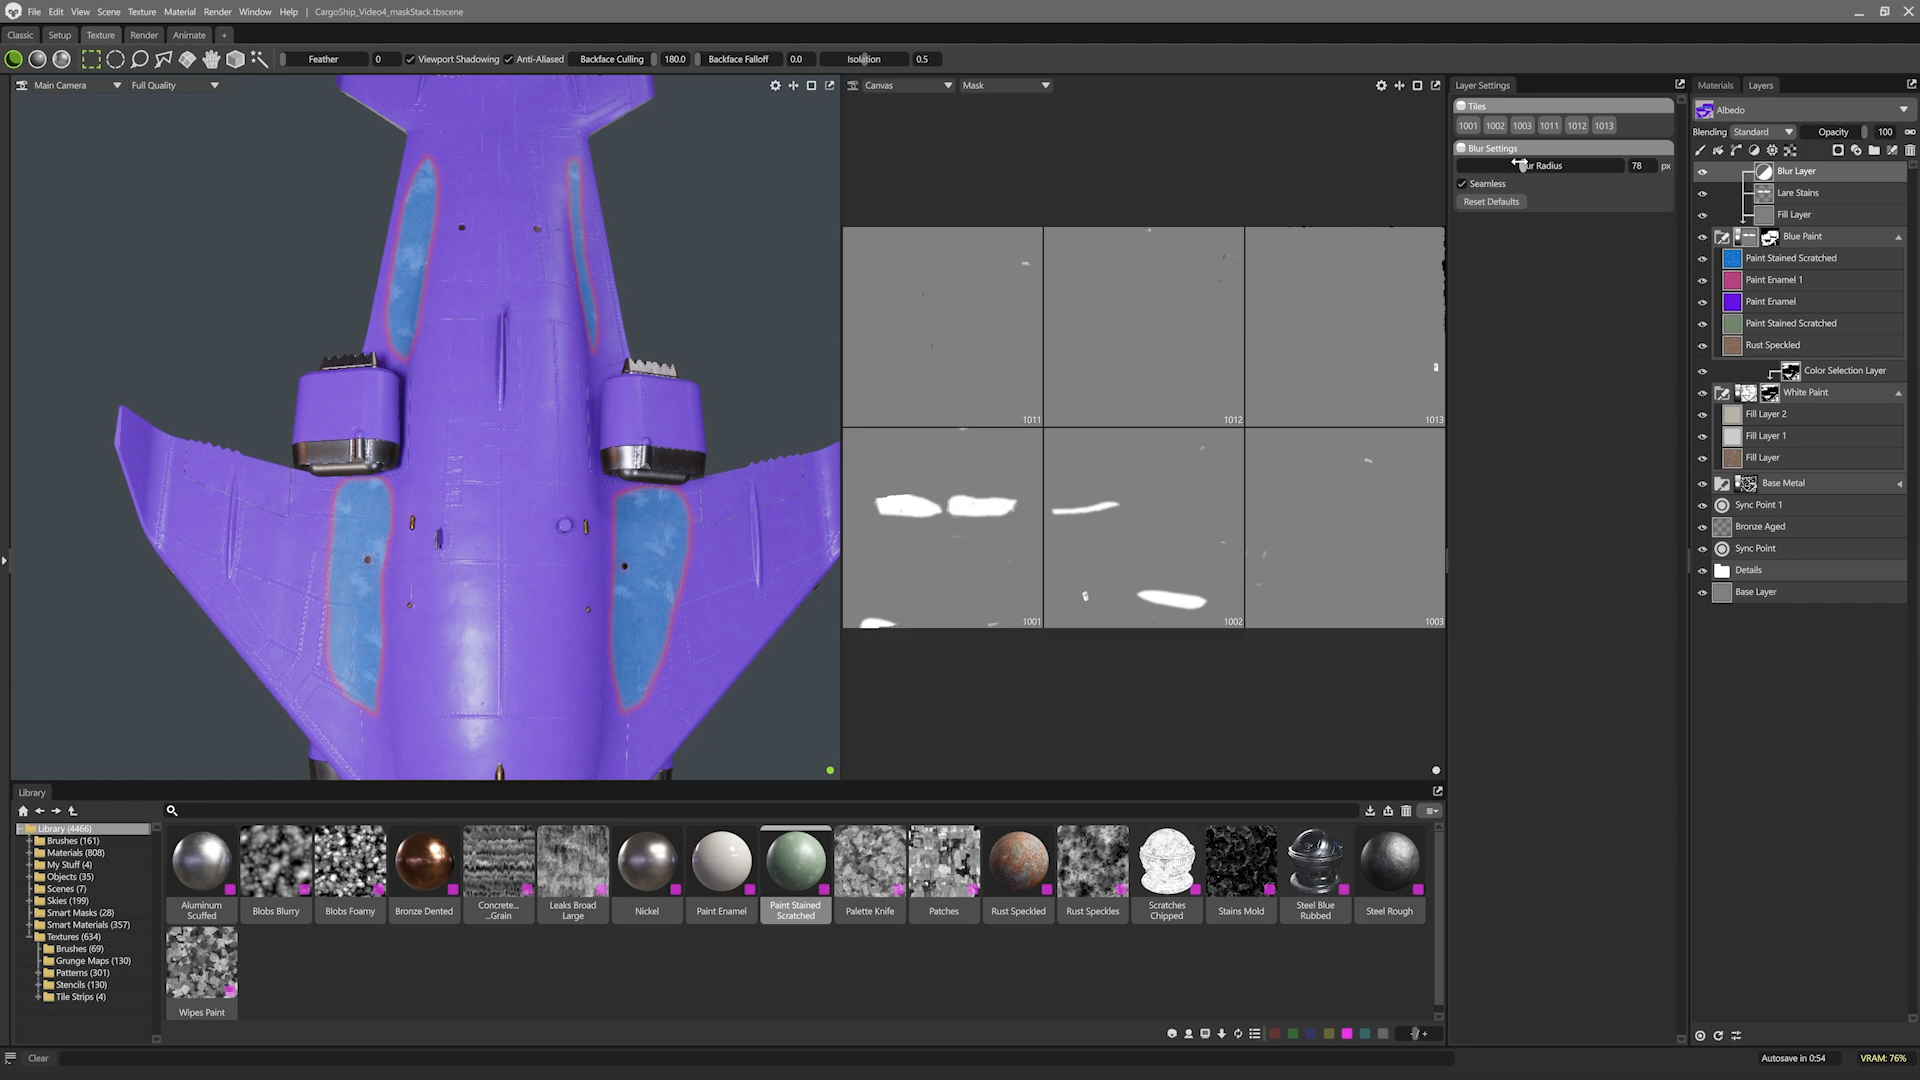 File Edit View Scene Texture Material Render Window Help | CargoShip_Video4_maskStack.tbscene
Classic Setup Texture Render Animate +
Feather 0 Viewport Shadowing Anti-Aliased Backface Culling 180.0 Backface Falloff 0.0 Isolation 0.5
Main Camera Full Quality
Canvas Mask
1011 1012 1013
1001 1002 1003
Layer Settings
Tiles
1001 1002 1003 1011 1012 1013
Blur Settings
ur Radius 78 px
Seamless
Reset Defaults
Materials Layers
Albedo
Blending Standard Opacity 100
Blur Layer
Lare Stains
Fill Layer
Blue Paint
Paint Stained Scratched
Paint Enamel 1
Paint Enamel
Paint Stained Scratched
Rust Speckled
Color Selection Layer
White Paint
Fill Layer 2
Fill Layer 1
Fill Layer
Base Metal
Sync Point 1
Bronze Aged
Sync Point
Details
Base Layer
Library
Library (4466)
Brushes (161)
Materials (808)
My Stuff (4)
Objects (35)
Scenes (7)
Skies (199)
Smart Masks (28)
Smart Materials (357)
Textures (634)
Brushes (69)
Grunge Maps (130)
Patterns (301)
Stencils (130)
Tile Strips (4)
Aluminum Scuffed
Blobs Blurry
Blobs Foamy
Bronze Dented
Concrete... ...Grain
Leaks Broad Large
Nickel
Paint Enamel
Paint Stained Scratched
Palette Knife
Patches
Rust Speckled
Rust Speckles
Scratches Chipped
Stains Mold
Steel Blue Rubbed
Steel Rough
Wipes Paint
Clear
Autosave in 0:54 VRAM: 76%